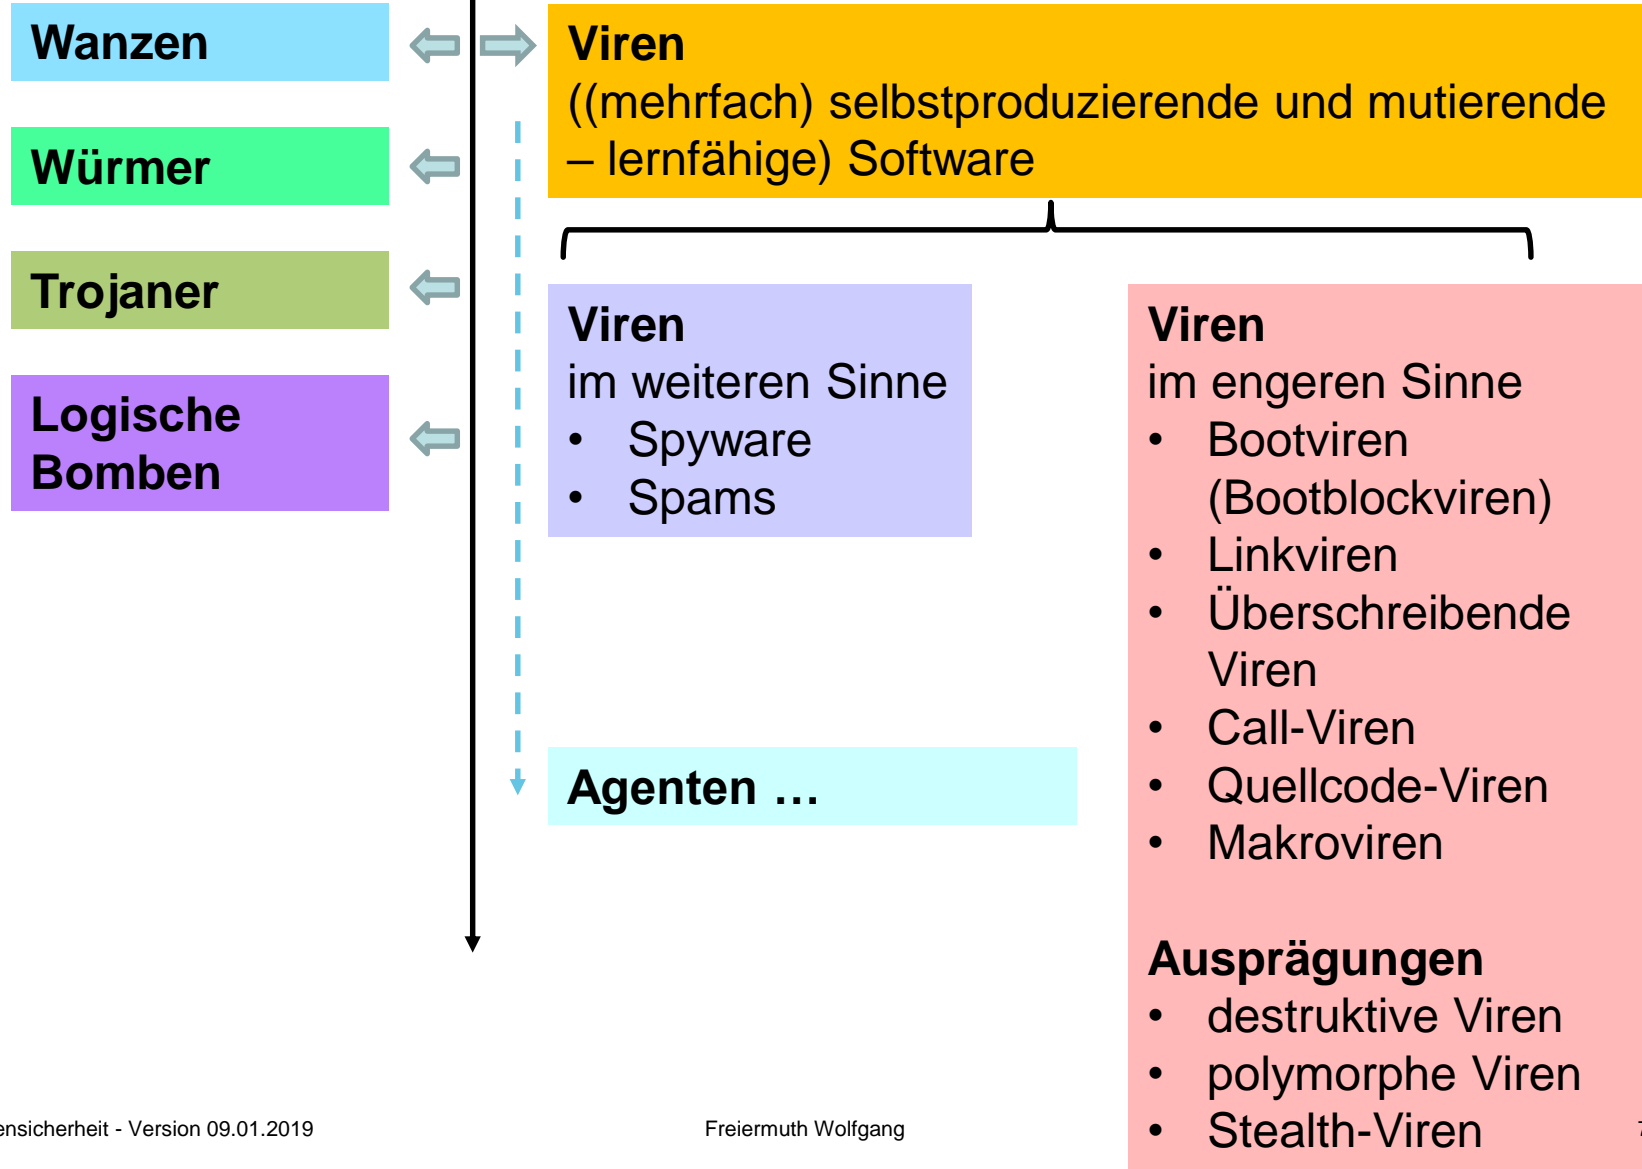 Wanzen
Würmer
Trojaner
Logische
Bomben
Viren
((mehrfach) selbstproduzierende und mutierende
– lernfähige) Software
Viren
im weiteren Sinne
• Spyware
• Spams
Agenten …
Viren
im engeren Sinne
• Bootviren
(Bootblockviren)
• Linkviren
• Überschreibende
Viren
• Call-Viren
• Quellcode-Viren
• Makroviren
Ausprägungen
• destruktive Viren
• polymorphe Viren
• Stealth-Viren
ensicherheit - Version 09.01.2019
Freiermuth Wolfgang